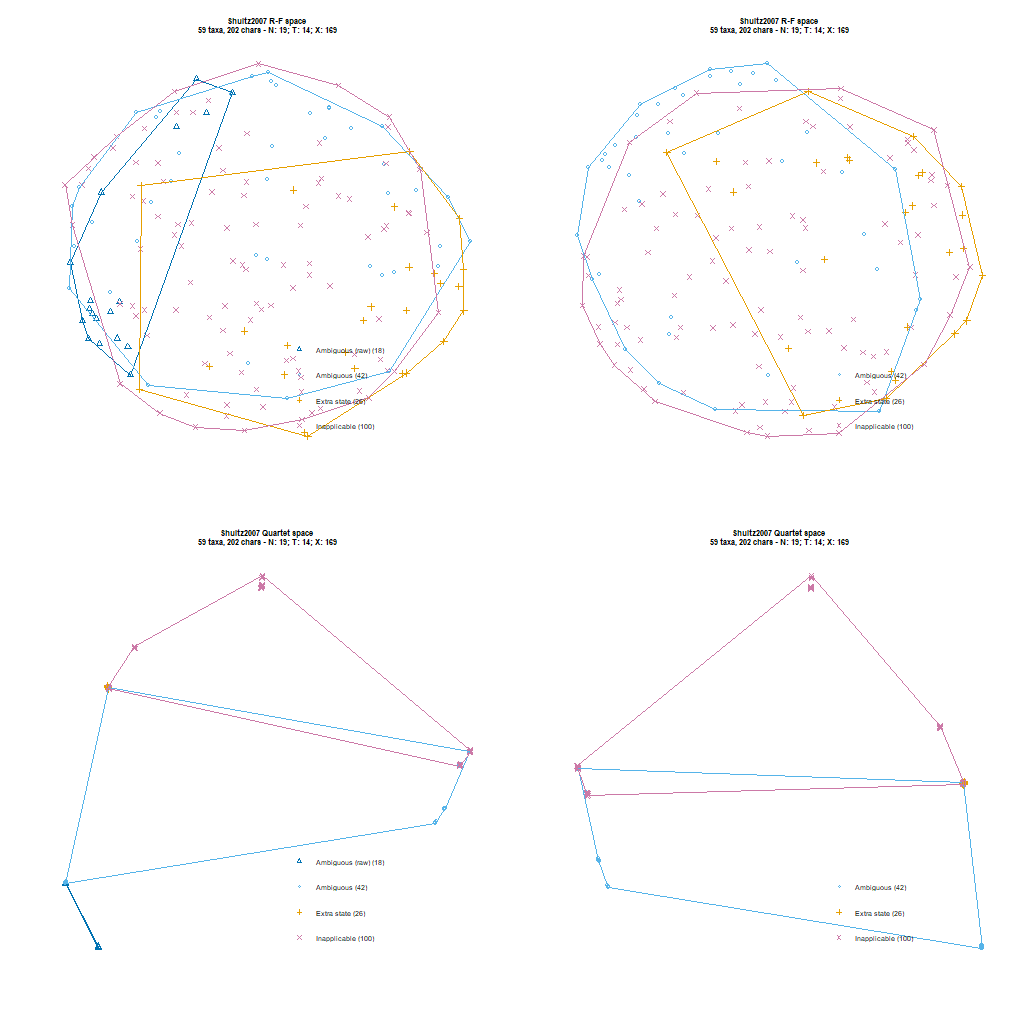 Shultz2007 R-F space
59 taxa, 202 chars - N: 19; T: 14; X: 169
Ambiguous (raw) (18)
Ambiguous (42)
Extra state (26)
Inapplicable (100)
Shultz2007 R-F space
59 taxa, 202 chars - N: 19; T: 14; X: 169
Ambiguous (42)
Extra state (26)
Inapplicable (100)
Shultz2007 Quartet space
59 taxa, 202 chars - N: 19; T: 14; X: 169
Ambiguous (raw) (18)
Ambiguous (42)
Extra state (26)
Inapplicable (100)
Shultz2007 Quartet space
59 taxa, 202 chars - N: 19; T: 14; X: 169
Ambiguous (42)
Extra state (26)
Inapplicable (100)